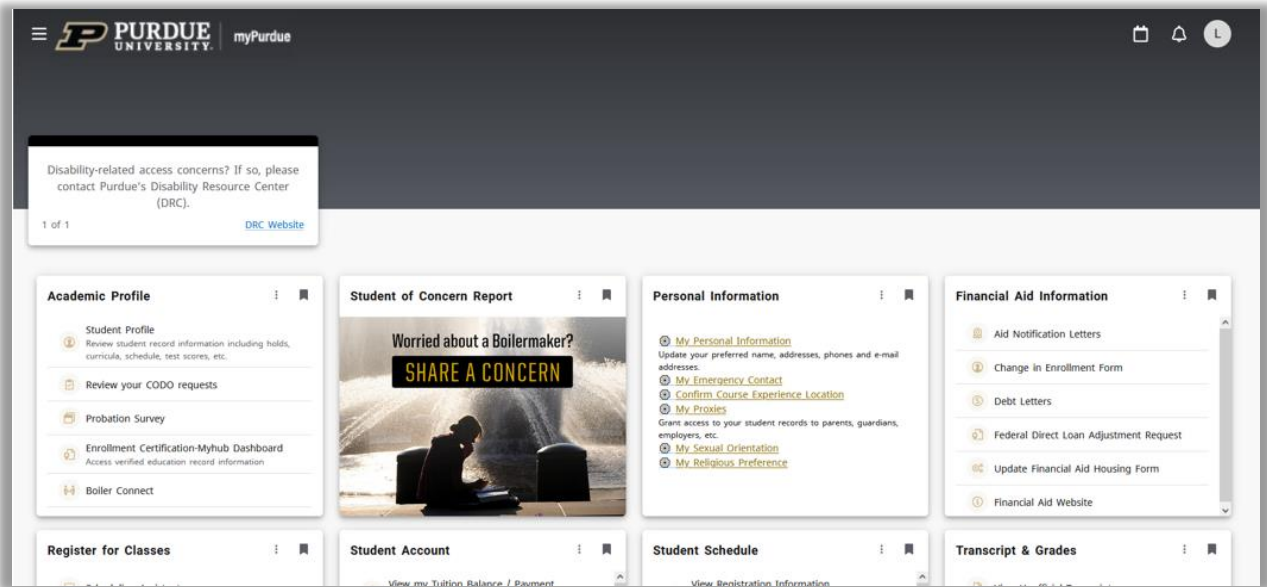 PURDUE
UNIVERSITY.
myPurdue
L
Disability-related access concerns? If so, please
contact Purdue's Disability Resource Center
(DRC).
1 of 1
DRC Website
Academic Profile
Student Profile
Review student record information including holds,
curricula, schedule, test scores, etc.
Review your CODO requests
Probation Survey
Enrollment Certification-Myhub Dashboard
Access verified education record information
Boiler Connect
Student of Concern Report
Worried about a Boilermaker?
SHARE A CONCERN
Personal Information
My Personal Information
Update your preferred name, addresses, phones and e-mail
addresses.
My Emergency Contact
Confirm Course Experience Location
My Proxies
Grant access to your student records to parents, guardians,
employers, etc.
My Sexual Orientation
My Religious Preference
Financial Aid Information
Aid Notification Letters
Change in Enrollment Form
Debt Letters
Federal Direct Loan Adjustment Request
Update Financial Aid Housing Form
Financial Aid Website
Register for Classes
Student Account
View my Tuition Balance / Payment
Student Schedule
View Registration Information
Transcript & Grades